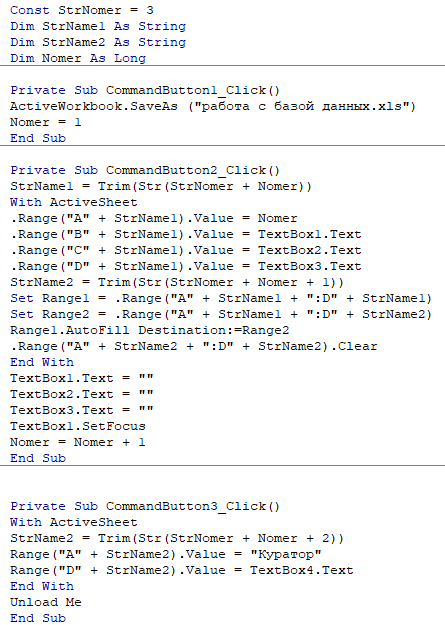 Const StrNomer = 3
Dim StrName1 As String
Dim StrName2 As String
Dim Nomer As Long
Private Sub CommandButton1_Click()
ActiveWorkbook.SaveAs ("работа с базой данных.xls")
Nomer = 1
End Sub
Private Sub CommandButton2_Click()
StrName1 = Trim(Str(StrNomer + Nomer))
With ActiveSheet
.Range("A" + StrName1).Value = Nomer
.Range("B" + StrName1).Value = TextBox1.Text
.Range("C" + StrName1).Value = TextBox2.Text
.Range("D" + StrName1).Value = TextBox3.Text
StrName2 = Trim(Str(StrNomer + Nomer + 1))
Set Range1 = .Range("A" + StrName1 + ":D" + StrName1)
Set Range2 = .Range("A" + StrName1 + ":D" + StrName2)
Range1.AutoFill Destination:=Range2
.Range("A" + StrName2 + ":D" + StrName2).Clear
End With
TextBox1.Text = ""
TextBox2.Text = ""
TextBox3.Text = ""
TextBox1.SetFocus
Nomer = Nomer + 1
End Sub
Private Sub CommandButton3_Click()
With ActiveSheet
StrName2 = Trim(Str(StrNomer + Nomer + 2))
Range("A" + StrName2).Value = "Куратор"
Range("D" + StrName2).Value = TextBox4.Text
End With
Unload Me
End Sub